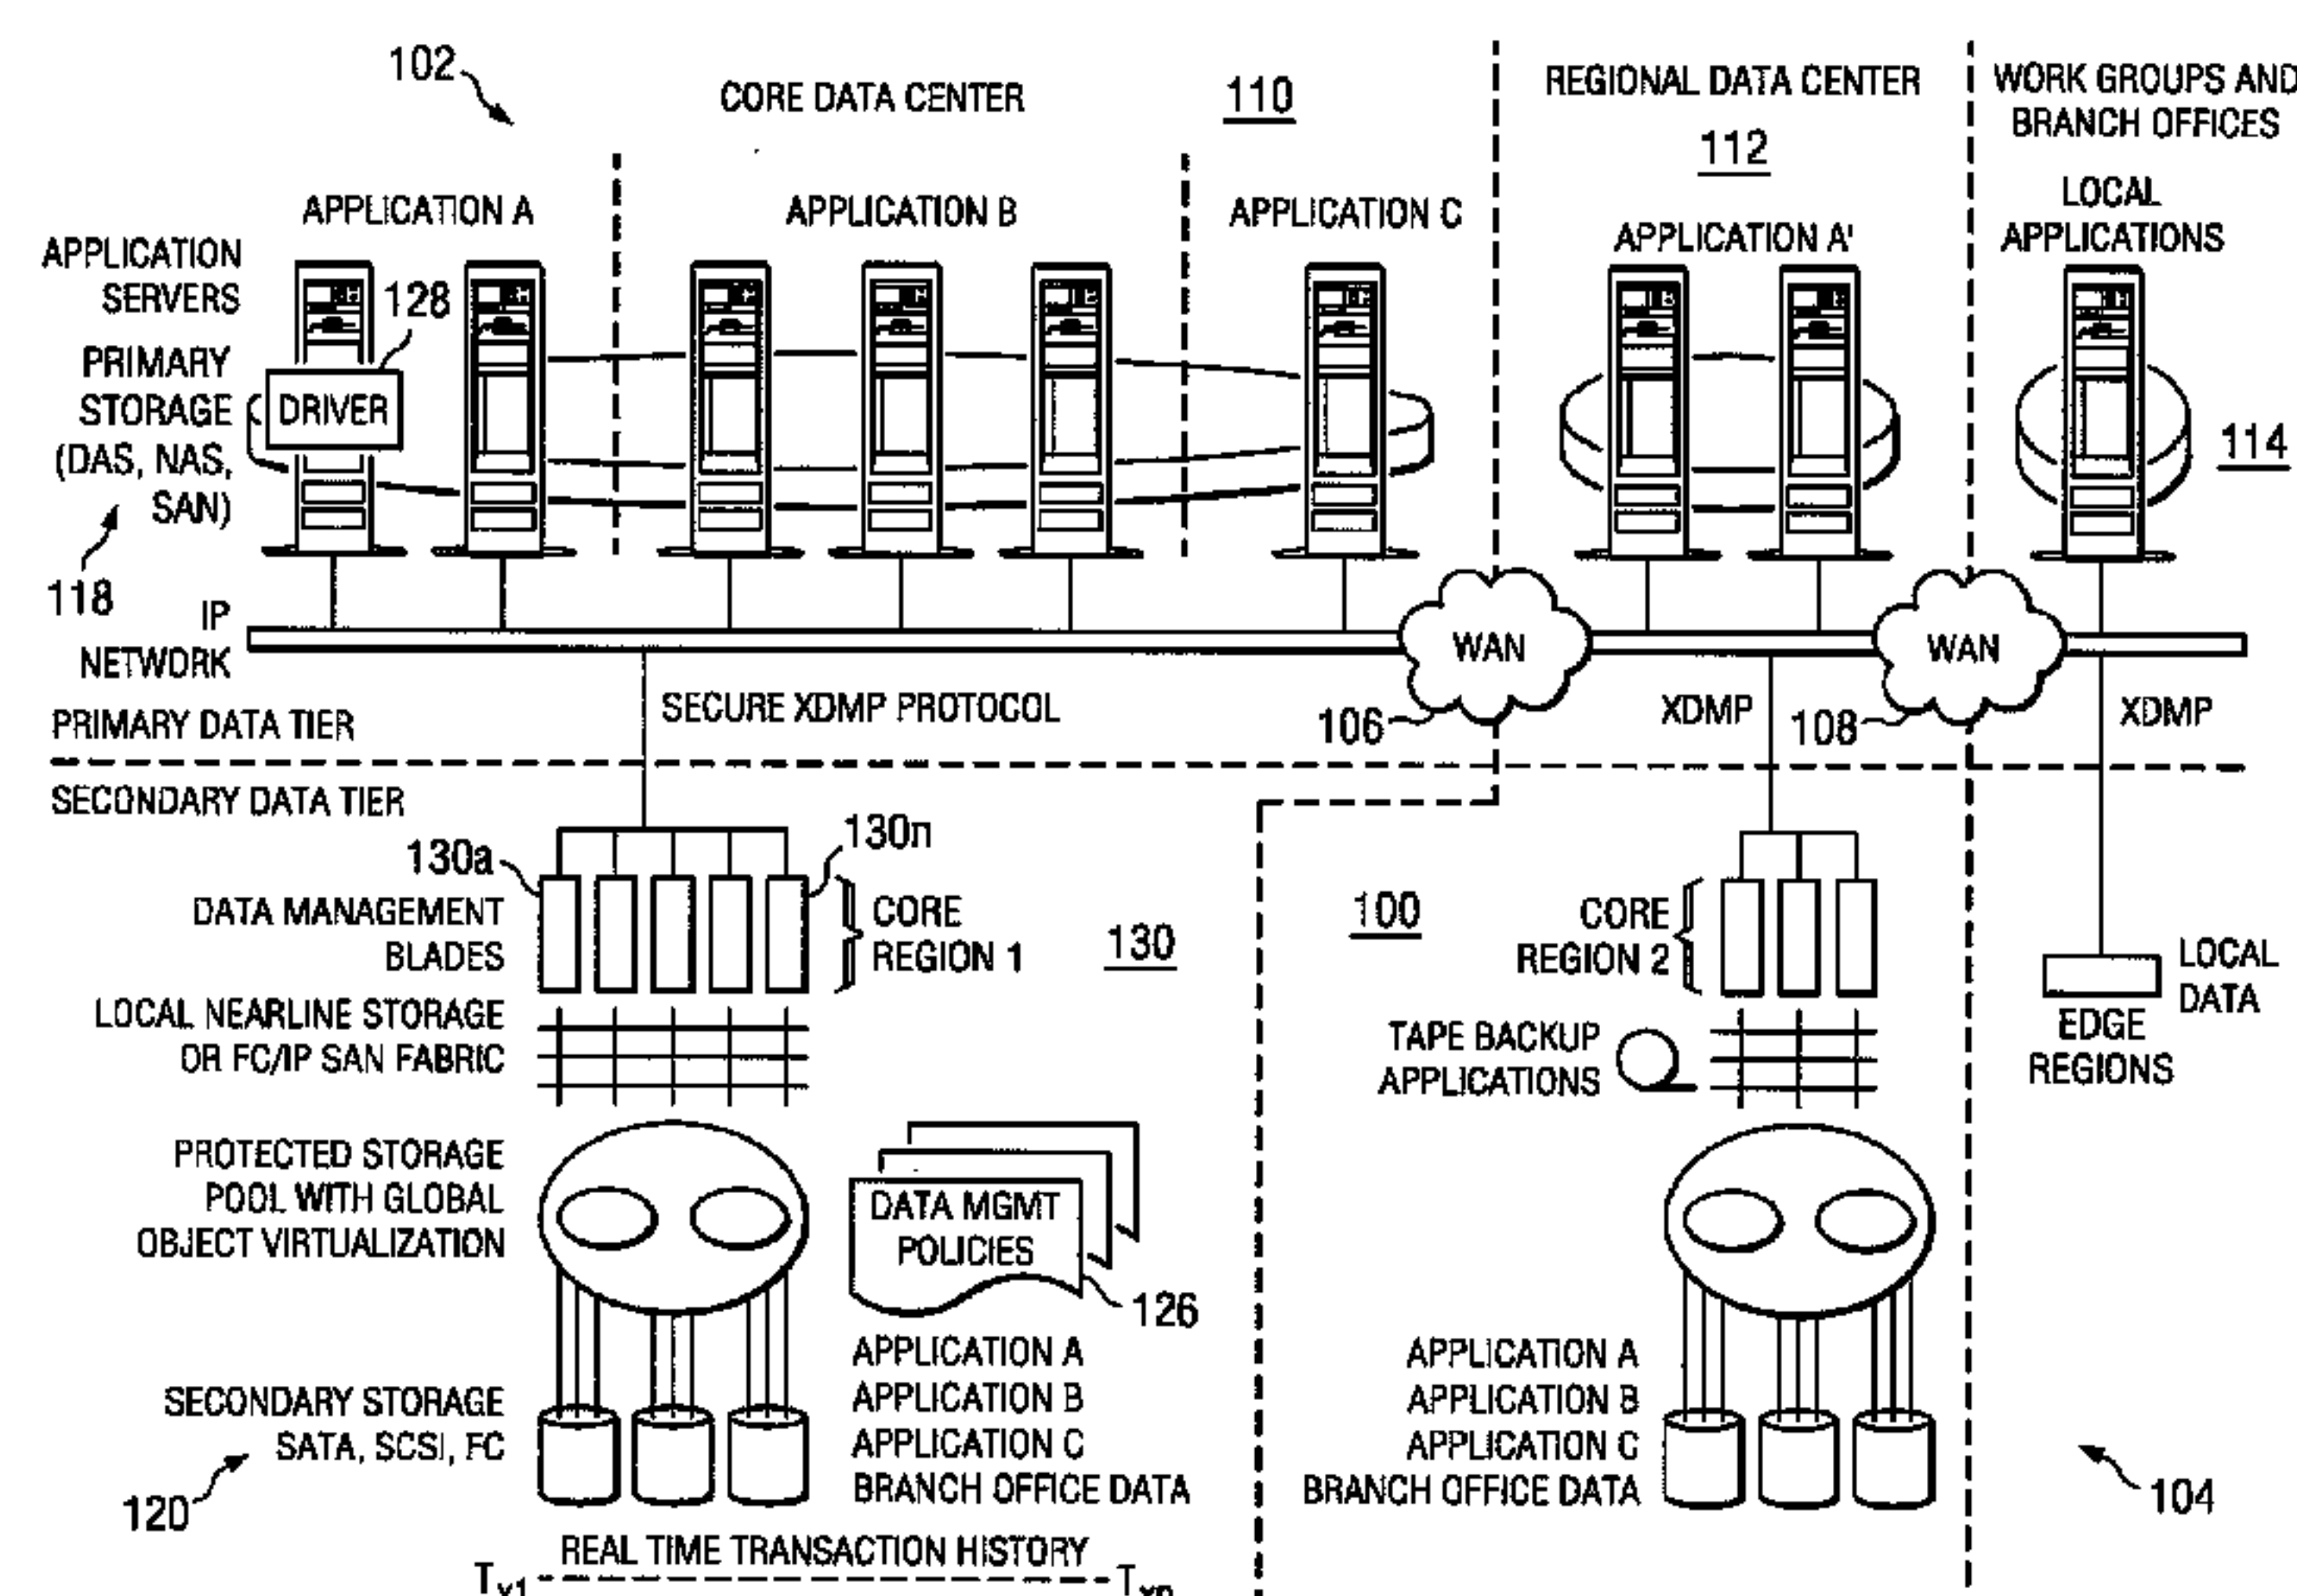 102
CORE DATA CENTER
110
REGIONAL DATA CENTER
112
WORK GROUPS AND
BRANCH OFFICES
APPLICATION A
APPLICATION B
APPLICATION C
APPLICATION A'
LOCAL
APPLICATIONS
APPLICATION
SERVERS
128
PRIMARY
STORAGE
(DAS, NAS,
SAN)
DRIVER
114
118
IP
NETWORK
WAN
WAN
SECURE XDMP PROTOCOL
106
XDMP
108
XDMP
PRIMARY DATA TIER
SECONDARY DATA TIER
130a
130n
DATA MANAGEMENT
BLADES
CORE
REGION 1
130
100
CORE
REGION 2
LOCAL
DATA
EDGE
REGIONS
LOCAL NEARLINE STORAGE
OR FC/IP SAN FABRIC
TAPE BACKUP
APPLICATIONS
PROTECTED STORAGE
POOL WITH GLOBAL
OBJECT VIRTUALIZATION
DATA MGMT
POLICIES
126
SECONDARY STORAGE
SATA, SCSI, FC
120
APPLICATION A
APPLICATION B
APPLICATION C
BRANCH OFFICE DATA
APPLICATION A
APPLICATION B
APPLICATION C
BRANCH OFFICE DATA
104
REAL TIME TRANSACTION HISTORY
Tx1
Txn